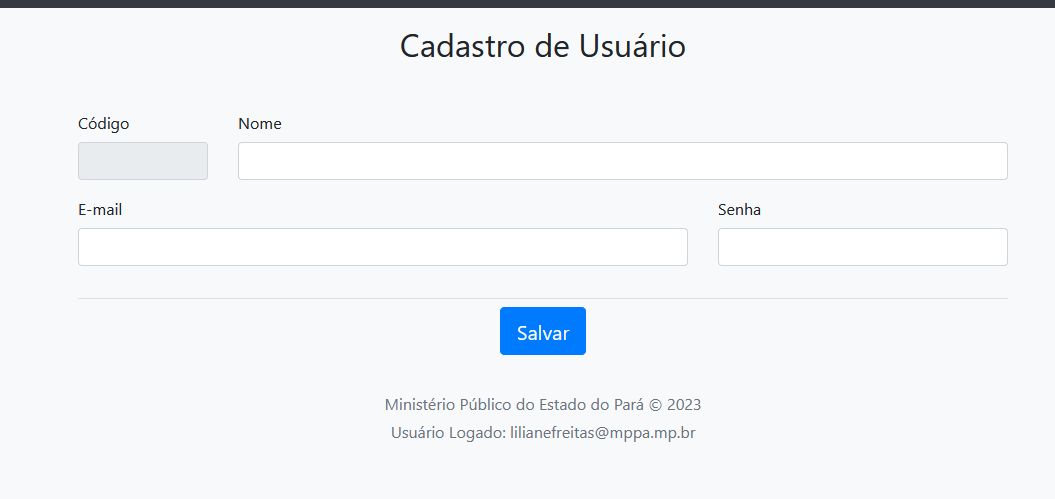 Cadastro de Usuário
Código Nome
E-mail Senha
Salvar
Ministério Público do Estado do Pará © 2023
Usuário Logado: lilianefreitas@mppa.mp.br